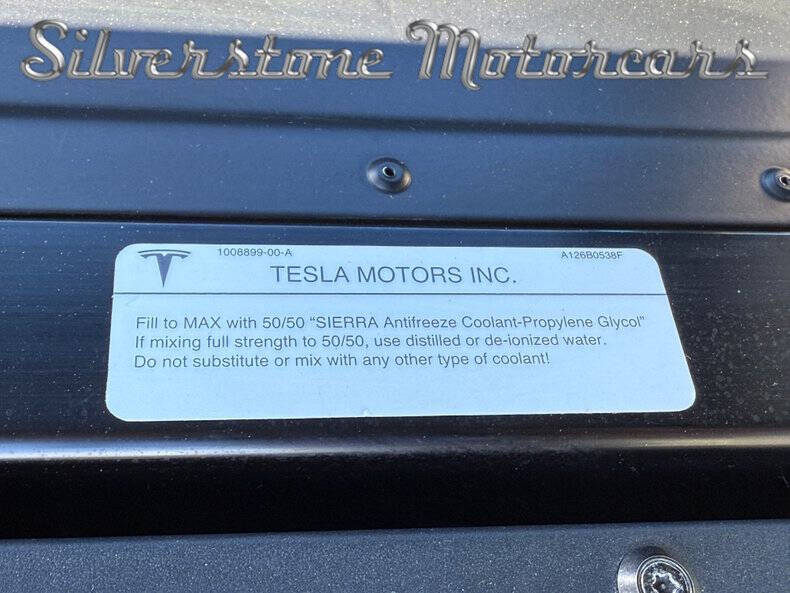 Silverstone Motorcars
1008899-00-A
A126B0538F
TESLA MOTORS INC.
Fill to MAX with 50/50 “SIERRA Antifreeze Coolant-Propylene Glycol”
If mixing full strength to 50/50, use distilled or de-ionized water.
Do not substitute or mix with any other type of coolant!